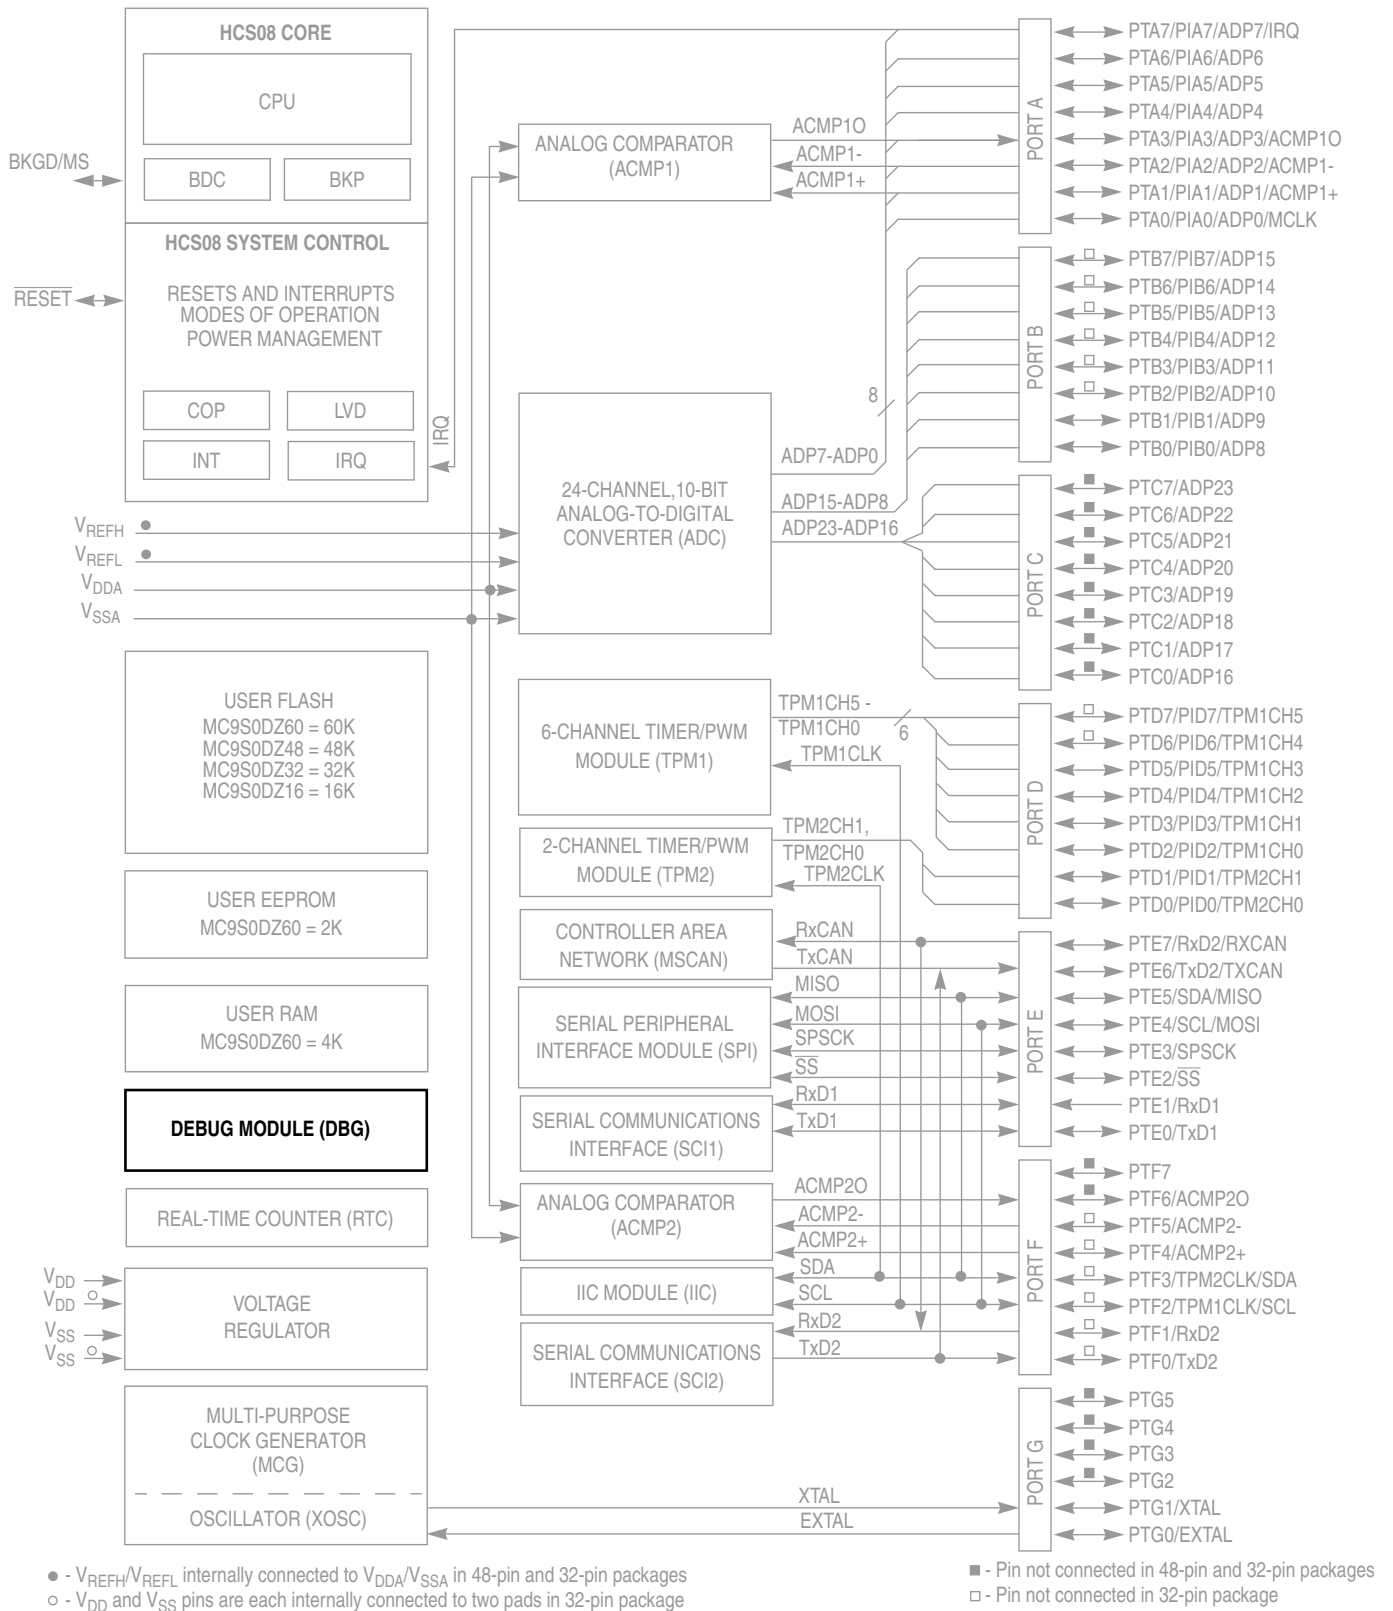 HCS08 CORE
CPU
BDC
BKP
BKGD/MS
HCS08 SYSTEM CONTROL
RESETS AND INTERRUPTS
MODES OF OPERATION
POWER MANAGEMENT
RESET
COP
LVD
INT
IRQ
IRQ
VREFH
VREFL
VDDA
VSSA
USER FLASH
MC9S0DZ60 = 60K
MC9S0DZ48 = 48K
MC9S0DZ32 = 32K
MC9S0DZ16 = 16K
USER EEPROM
MC9S0DZ60 = 2K
USER RAM
MC9S0DZ60 = 4K
DEBUG MODULE (DBG)
REAL-TIME COUNTER (RTC)
VDD
VDD
VSS
VSS
VOLTAGE
REGULATOR
MULTI-PURPOSE
CLOCK GENERATOR
(MCG)
OSCILLATOR (XOSC)
ANALOG COMPARATOR
(ACMP1)
ACMP1O
ACMP1-
ACMP1+
24-CHANNEL,10-BIT
ANALOG-TO-DIGITAL
CONVERTER (ADC)
8
ADP7-ADP0
ADP15-ADP8
ADP23-ADP16
6-CHANNEL TIMER/PWM
MODULE (TPM1)
TPM1CH5 -
TPM1CH0
6
TPM1CLK
2-CHANNEL TIMER/PWM
MODULE (TPM2)
TPM2CH1,
TPM2CH0
TPM2CLK
CONTROLLER AREA
NETWORK (MSCAN)
RxCAN
TxCAN
SERIAL PERIPHERAL
INTERFACE MODULE (SPI)
MISO
MOSI
SPSCK
SS
SERIAL COMMUNICATIONS
INTERFACE (SCI1)
RxD1
TxD1
ANALOG COMPARATOR
(ACMP2)
ACMP2O
ACMP2-
ACMP2+
IIC MODULE (IIC)
SDA
SCL
SERIAL COMMUNICATIONS
INTERFACE (SCI2)
RxD2
TxD2
XTAL
EXTAL
PORT A
PTA7/PIA7/ADP7/IRQ
PTA6/PIA6/ADP6
PTA5/PIA5/ADP5
PTA4/PIA4/ADP4
PTA3/PIA3/ADP3/ACMP1O
PTA2/PIA2/ADP2/ACMP1-
PTA1/PIA1/ADP1/ACMP1+
PTA0/PIA0/ADP0/MCLK
PORT B
PTB7/PIB7/ADP15
PTB6/PIB6/ADP14
PTB5/PIB5/ADP13
PTB4/PIB4/ADP12
PTB3/PIB3/ADP11
PTB2/PIB2/ADP10
PTB1/PIB1/ADP9
PTB0/PIB0/ADP8
PORT C
PTC7/ADP23
PTC6/ADP22
PTC5/ADP21
PTC4/ADP20
PTC3/ADP19
PTC2/ADP18
PTC1/ADP17
PTC0/ADP16
PORT D
PTD7/PID7/TPM1CH5
PTD6/PID6/TPM1CH4
PTD5/PID5/TPM1CH3
PTD4/PID4/TPM1CH2
PTD3/PID3/TPM1CH1
PTD2/PID2/TPM1CH0
PTD1/PID1/TPM2CH1
PTD0/PID0/TPM2CH0
PORT E
PTE7/RxD2/RXCAN
PTE6/TxD2/TXCAN
PTE5/SDA/MISO
PTE4/SCL/MOSI
PTE3/SPSCK
PTE2/SS
PTE1/RxD1
PTE0/TxD1
PORT F
PTF7
PTF6/ACMP2O
PTF5/ACMP2-
PTF4/ACMP2+
PTF3/TPM2CLK/SDA
PTF2/TPM1CLK/SCL
PTF1/RxD2
PTF0/TxD2
PORT G
PTG5
PTG4
PTG3
PTG2
PTG1/XTAL
PTG0/EXTAL
● - VREFH/VREFL internally connected to VDDA/VSSA in 48-pin and 32-pin packages
○ - VDD and VSS pins are each internally connected to two pads in 32-pin package
■ - Pin not connected in 48-pin and 32-pin packages
□ - Pin not connected in 32-pin package